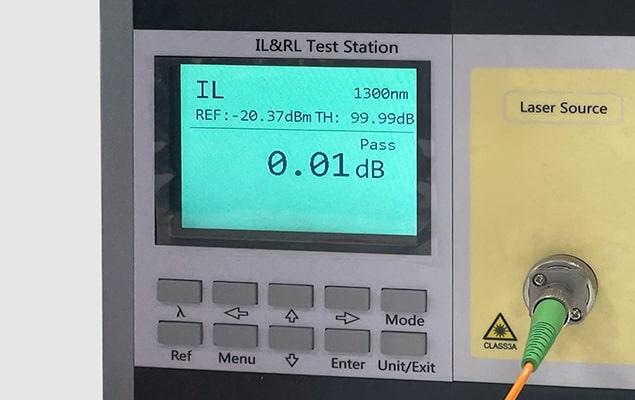 IL&RL Test Station
IL
1300nm
REF:-20.37dBm TH: 99.99dB
Pass
0.01dB
Laser Source
λ
Mode
Ref
Menu
Enter
Unit/Exit
CLASS3A